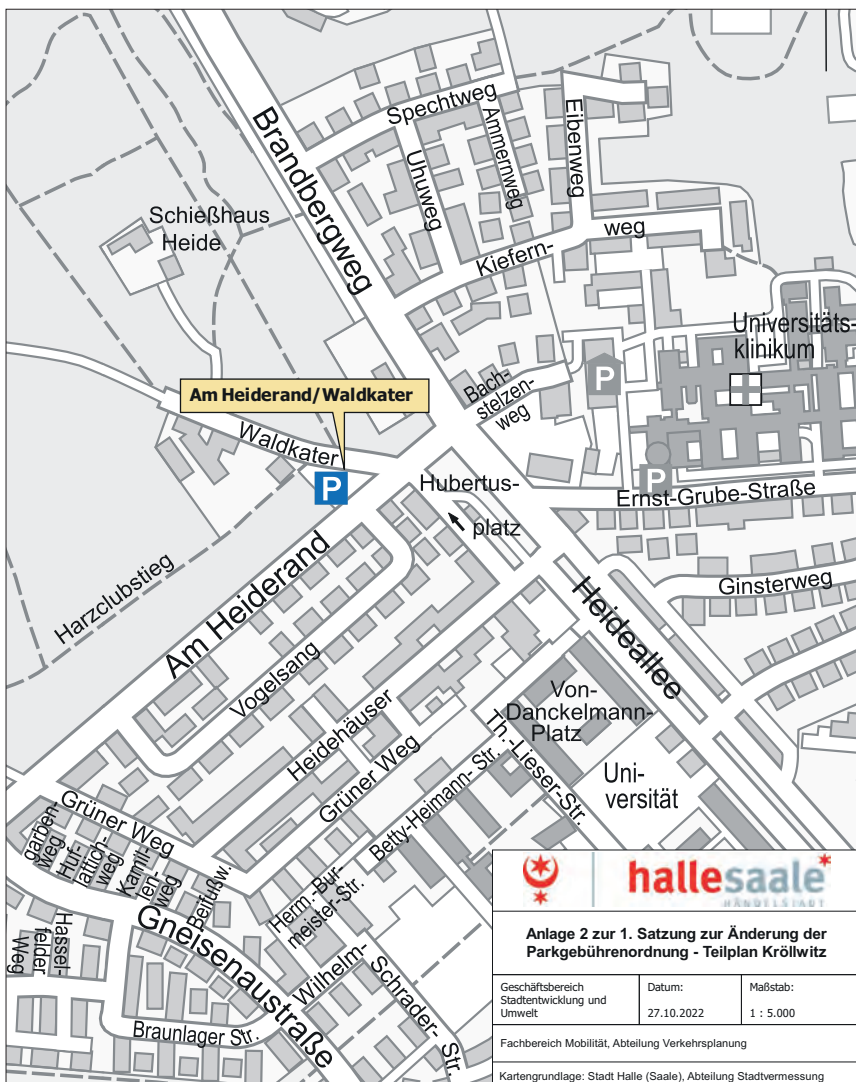 Spechtweg
Eibenweg
Ammernweg
Brandbergweg
Uhuweg
Schießhaus
Heide
weg
Kiefern-
Universitäts-
klinikum
P
Bach-
stelzen-
weg
Am Heiderand/Waldkater
Waldkater
P
P
Hubertus-
platz
Ernst-Grube-Straße
Harzclubstieg
Am Heiderand
Ginsterweg
Heideallee
Vogelsang
Von-
Danckelmann-
Platz
Heidehäuser
Th.-Lieser-Str.
Uni-
versität
Grüner Weg
Betty-Heimann- Str.
Grüner Weg
garben-
weg
Huf-
lattich-
weg
Kamil-
len-
weg
Beifußw.
Herm.-Bur-
meister-Str.
Gneisenaustraße
Hassel-
felder
Weg
Wilhelm-
Schrader- Str.
Braunlager Str.
hallesaale*
HÄNDELSTADT
Anlage 2 zur 1. Satzung zur Änderung der
Parkgebührenordnung - Teilplan Kröllwitz
Geschäftsbereich
Stadtentwicklung und
Umwelt
Datum:
27.10.2022
Maßstab:
1 : 5.000
Fachbereich Mobilität, Abteilung Verkehrsplanung
Kartengrundlage: Stadt Halle (Saale), Abteilung Stadtvermessung